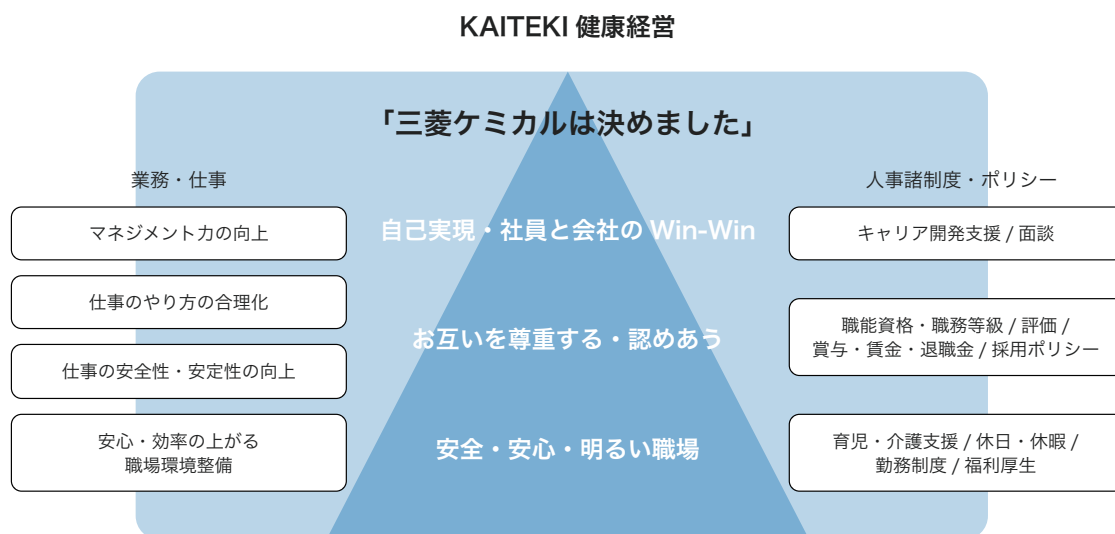 KAITEKI 健康経営
「三菱ケミカルは決めました」
業務・仕事
マネジメント力の向上
仕事のやり方の合理化
仕事の安全性・安定性の向上
安心・効率の上がる
職場環境整備
自己実現・社員と会社の Win-Win
お互いを尊重する・認めあう
安全・安心・明るい職場
人事諸制度・ポリシー
キャリア開発支援 / 面談
職能資格・職務等級 / 評価 /
賞与・賃金・退職金 / 採用ポリシー
育児・介護支援 / 休日・休暇 /
勤務制度 / 福利厚生